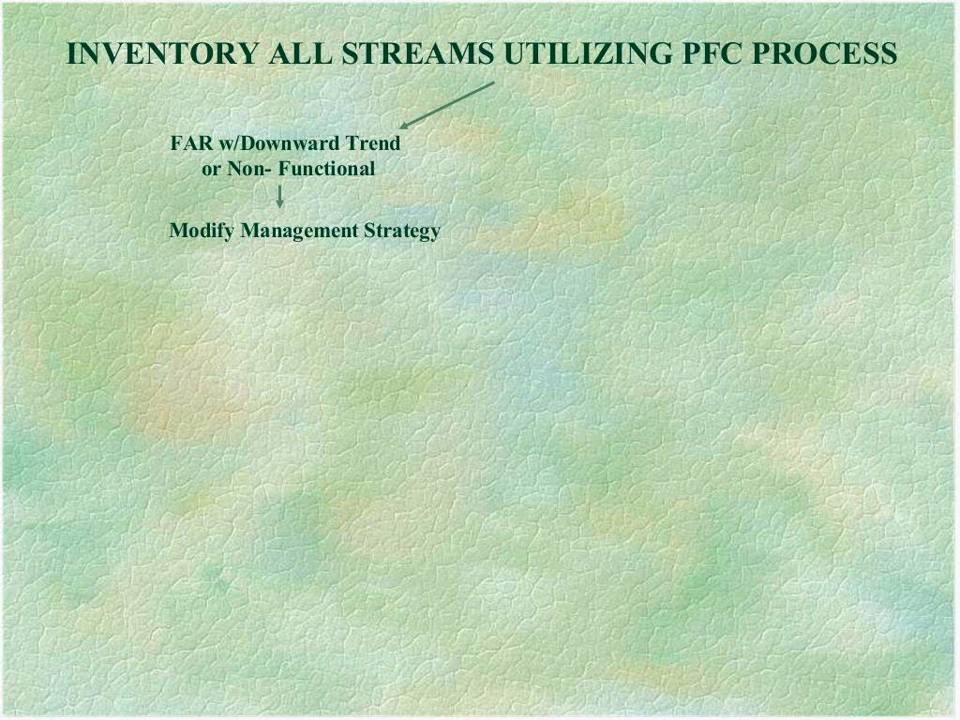 INVENTORY ALL STREAMS UTILIZING PFC PROCESS
FAR w/Downward Trend
or Non- Functional
Modify Management Strategy